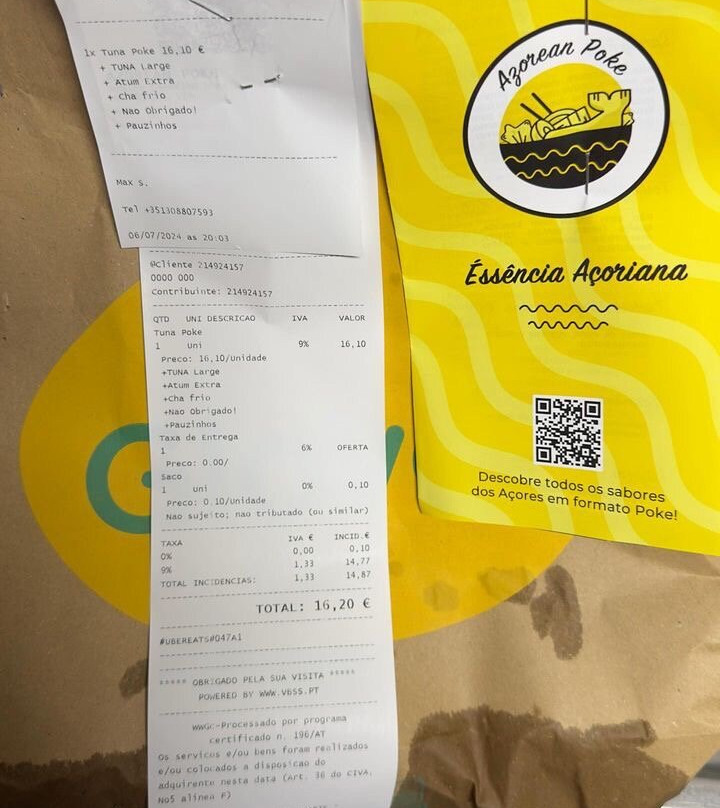 1x Tuna Poke 16,10 €
+ TUNA Large
+ Atum Extra
+ Cha frio
+ Nao Obrigado!
+ Pauzinhos
Max S.
Tel +351308807593
06/07/2024 as 20:03
@Cliente 214924157
0000 000
Contribuinte: 214924157
QTD UNI DESCRICAO IVA VALOR
Tuna Poke
1 Uni 9% 16,10
Preco: 16,10/Unidade
+TUNA Large
+Atum Extra
+Cha frio
+Nao Obrigado!
+Pauzinhos
Taxa de Entrega
1 6% OFERTA
Preco: 0.00/
Saco
1 Uni 0% 0,10
Preco: 0.10/Unidade
Nao sujeito; nao tributado (ou similar)
TAXA IVA € INCID.€
0% 0,00 0,10
9% 1,33 14,77
TOTAL INCIDENCIAS: 1,33 14,87
TOTAL: 16,20 €
#UBEREATS#047A1
***** OBRIGADO PELA SUA VISITA *****
POWERED BY WWW.VBSS.PT
wwGc-Processado por programa
certificado n. 196/AT
Os servicos e/ou bens foram realizados
e/ou colocados a disposicao do
adquirente nesta data (Art. 36 do CIVA,
No5 alinea F)
Azorean Poke
Éssência Açoriana
Descobre todos os sabores
dos Açores em formato Poke!